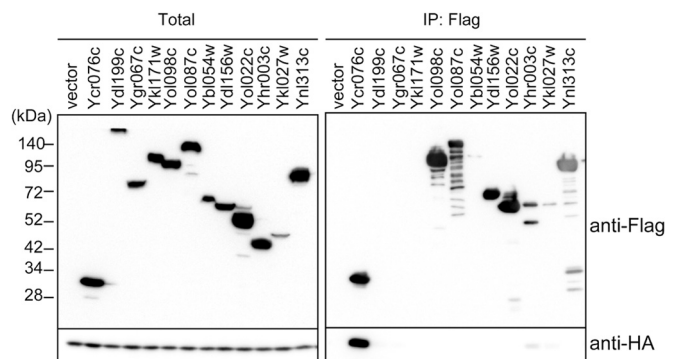 Total
IP: Flag
vector
Ycr076c
Ydl199c
Ygr067c
Ykl171w
Yol098c
Yol087c
Ybl054w
Ydl156w
Yol022c
Yhr003c
Ykl027w
Ynl313c
vector
Ycr076c
Ydl199c
Ygr067c
Ykl171w
Yol098c
Yol087c
Ybl054w
Ydl156w
Yol022c
Yhr003c
Ykl027w
Ynl313c
(kDa)
140
95
72
52
42
34
28
anti-Flag
anti-HA